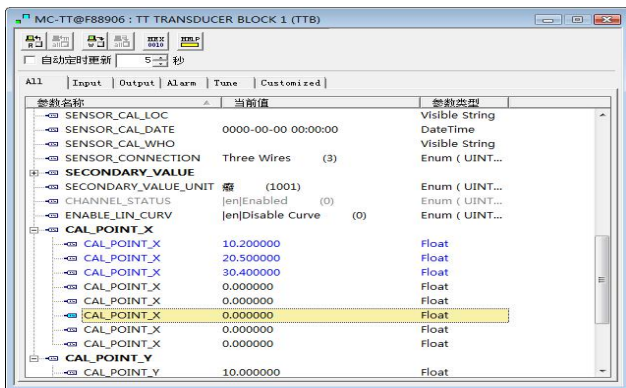 MC-TT@F88906 : TT TRANSDUCER BLOCK 1 (TTB)
HEX 0010 HELP
自动定时更新 5 秒
All Input Output Alarm Tune Customized
参数名称 当前值 参数类型
SENSOR_CAL_LOC Visible String
SENSOR_CAL_DATE 0000-00-00 00:00:00 DateTime
SENSOR_CAL_WHO Visible String
SENSOR_CONNECTION Three Wires (3) Enum ( UINT...
SECONDARY_VALUE
SECONDARY_VALUE_UNIT 癈 (1001) Enum ( UINT...
CHANNEL_STATUS |en|Enabled (0) Enum ( UINT...
ENABLE_LIN_CURV |en|Disable Curve (0) Enum ( UINT...
CAL_POINT_X
CAL_POINT_X 10.200000 Float
CAL_POINT_X 20.500000 Float
CAL_POINT_X 30.400000 Float
CAL_POINT_X 0.000000 Float
CAL_POINT_X 0.000000 Float
CAL_POINT_X 0.000000 Float
CAL_POINT_X 0.000000 Float
CAL_POINT_X 0.000000 Float
CAL_POINT_Y
CAL_POINT_Y 10.000000 Float